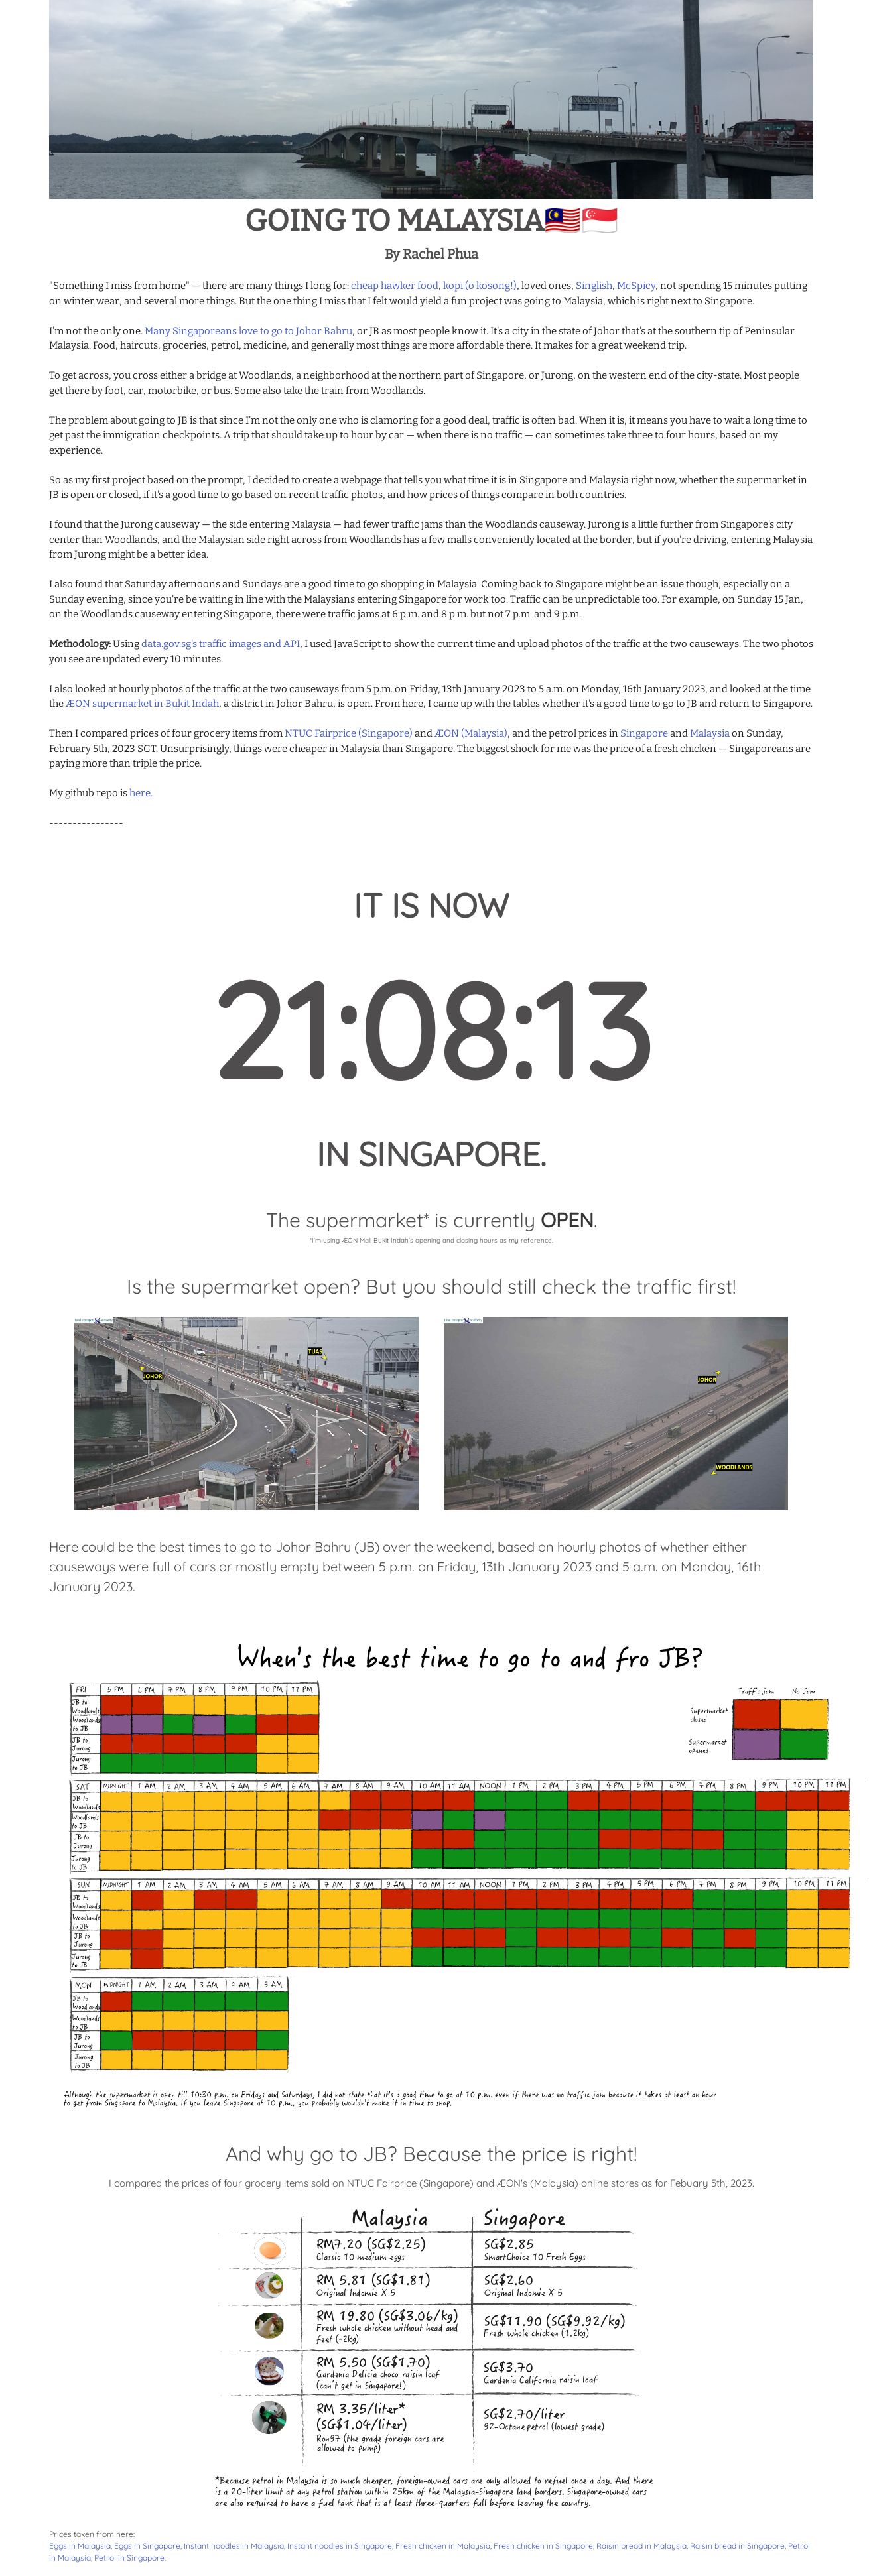 GOING TO MALAYSIA🇲🇾🇸🇬
By Rachel Phua
"Something I miss from home" — there are many things I long for: cheap hawker food, kopi (o kosong!), loved ones, Singlish, McSpicy, not spending 15 minutes putting
on winter wear, and several more things. But the one thing I miss that I felt would yield a fun project was going to Malaysia, which is right next to Singapore.
I'm not the only one. Many Singaporeans love to go to Johor Bahru, or JB as most people know it. It's a city in the state of Johor that's at the southern tip of Peninsular
Malaysia. Food, haircuts, groceries, petrol, medicine, and generally most things are more affordable there. It makes for a great weekend trip.
To get across, you cross either a bridge at Woodlands, a neighborhood at the northern part of Singapore, or Jurong, on the western end of the city-state. Most people
get there by foot, car, motorbike, or bus. Some also take the train from Woodlands.
The problem about going to JB is that since I'm not the only one who is clamoring for a good deal, traffic is often bad. When it is, it means you have to wait a long time to
get past the immigration checkpoints. A trip that should take up to hour by car — when there is no traffic — can sometimes take three to four hours, based on my
experience.
So as my first project based on the prompt, I decided to create a webpage that tells you what time it is in Singapore and Malaysia right now, whether the supermarket in
JB is open or closed, if it's a good time to go based on recent traffic photos, and how prices of things compare in both countries.
I found that the Jurong causeway — the side entering Malaysia — had fewer traffic jams than the Woodlands causeway. Jurong is a little further from Singapore's city
center than Woodlands, and the Malaysian side right across from Woodlands has a few malls conveniently located at the border, but if you're driving, entering Malaysia
from Jurong might be a better idea.
I also found that Saturday afternoons and Sundays are a good time to go shopping in Malaysia. Coming back to Singapore might be an issue though, especially on a
Sunday evening, since you're be waiting in line with the Malaysians entering Singapore for work too. Traffic can be unpredictable too. For example, on Sunday 15 Jan,
on the Woodlands causeway entering Singapore, there were traffic jams at 6 p.m. and 8 p.m. but not 7 p.m. and 9 p.m.
Methodology: Using data.gov.sg's traffic images and API, I used JavaScript to show the current time and upload photos of the traffic at the two causeways. The two photos
you see are updated every 10 minutes.
I also looked at hourly photos of the traffic at the two causeways from 5 p.m. on Friday, 13th January 2023 to 5 a.m. on Monday, 16th January 2023, and looked at the time
the ÆON supermarket in Bukit Indah, a district in Johor Bahru, is open. From here, I came up with the tables whether it's a good time to go to JB and return to Singapore.
Then I compared prices of four grocery items from NTUC Fairprice (Singapore) and ÆON (Malaysia), and the petrol prices in Singapore and Malaysia on Sunday,
February 5th, 2023 SGT. Unsurprisingly, things were cheaper in Malaysia than Singapore. The biggest shock for me was the price of a fresh chicken — Singaporeans are
paying more than triple the price.
My github repo is here.
----------------
IT IS NOW
21:08:13
IN SINGAPORE.
The supermarket* is currently OPEN.
*I'm using ÆON Mall Bukit Indah's opening and closing hours as my reference.
Is the supermarket open? But you should still check the traffic first!
TUAS
JOHOR
JOHOR
WOODLANDS
Here could be the best times to go to Johor Bahru (JB) over the weekend, based on hourly photos of whether either
causeways were full of cars or mostly empty between 5 p.m. on Friday, 13th January 2023 and 5 a.m. on Monday, 16th
January 2023.
When's the best time to go to and fro JB?
Traffic jam No Jam
Supermarket
closed
Supermarket
opened
FRI 5 PM 6 PM 7 PM 8 PM 9 PM 10 PM 11 PM
JB to
Woodlands
Woodlands
to JB
JB to
Jurong
Jurong
to JB
SAT MIDNIGHT 1 AM 2 AM 3 AM 4 AM 5 AM 6 AM 7 AM 8 AM 9 AM 10 AM 11 AM NOON 1 PM 2 PM 3 PM 4 PM 5 PM 6 PM 7 PM 8 PM 9 PM 10 PM 11 PM
JB to
Woodlands
Woodlands
to JB
JB to
Jurong
Jurong
to JB
SUN MIDNIGHT 1 AM 2 AM 3 AM 4 AM 5 AM 6 AM 7 AM 8 AM 9 AM 10 AM 11 AM NOON 1 PM 2 PM 3 PM 4 PM 5 PM 6 PM 7 PM 8 PM 9 PM 10 PM 11 PM
JB to
Woodlands
Woodlands
to JB
JB to
Jurong
Jurong
to JB
MON MIDNIGHT 1 AM 2 AM 3 AM 4 AM 5 AM
JB to
Woodlands
Woodlands
to JB
JB to
Jurong
Jurong
to JB
Although the supermarket is open till 10:30 p.m. on Fridays and Saturdays, I did not state that it's a good time to go at 10 p.m. even if there was no traffic jam because it takes at least an hour
to get from Singapore to Malaysia. If you leave Singapore at 10 p.m., you probably wouldn't make it in time to shop.
And why go to JB? Because the price is right!
I compared the prices of four grocery items sold on NTUC Fairprice (Singapore) and ÆON's (Malaysia) online stores as for Febuary 5th, 2023.
Malaysia Singapore
RM7.20 (SG$2.25)
Classic 10 medium eggs
SG$2.85
SmartChoice 10 Fresh Eggs
RM 5.81 (SG$1.81)
Original Indomie X 5
SG$2.60
Original Indomie X 5
RM 19.80 (SG$3.06/kg)
Fresh whole chicken without head and
feet (~2kg)
SG$11.90 (SG$9.92/kg)
Fresh whole chicken (1.2kg)
RM 5.50 (SG$1.70)
Gardenia Delicia choco raisin loaf
(can't get in Singapore!)
SG$3.70
Gardenia California raisin loaf
RM 3.35/liter*
(SG$1.04/liter)
Ron97 (the grade foreign cars are
allowed to pump)
SG$2.70/liter
92-Octane petrol (lowest grade)
*Because petrol in Malaysia is so much cheaper, foreign-owned cars are only allowed to refuel once a day. And there
is a 20-liter limit at any petrol station within 25km of the Malaysia-Singapore land borders. Singapore-owned cars
are also required to have a fuel tank that is at least three-quarters full before leaving the country.
Prices taken from here:
Eggs in Malaysia, Eggs in Singapore, Instant noodles in Malaysia, Instant noodles in Singapore, Fresh chicken in Malaysia, Fresh chicken in Singapore, Raisin bread in Malaysia, Raisin bread in Singapore, Petrol
in Malaysia, Petrol in Singapore.